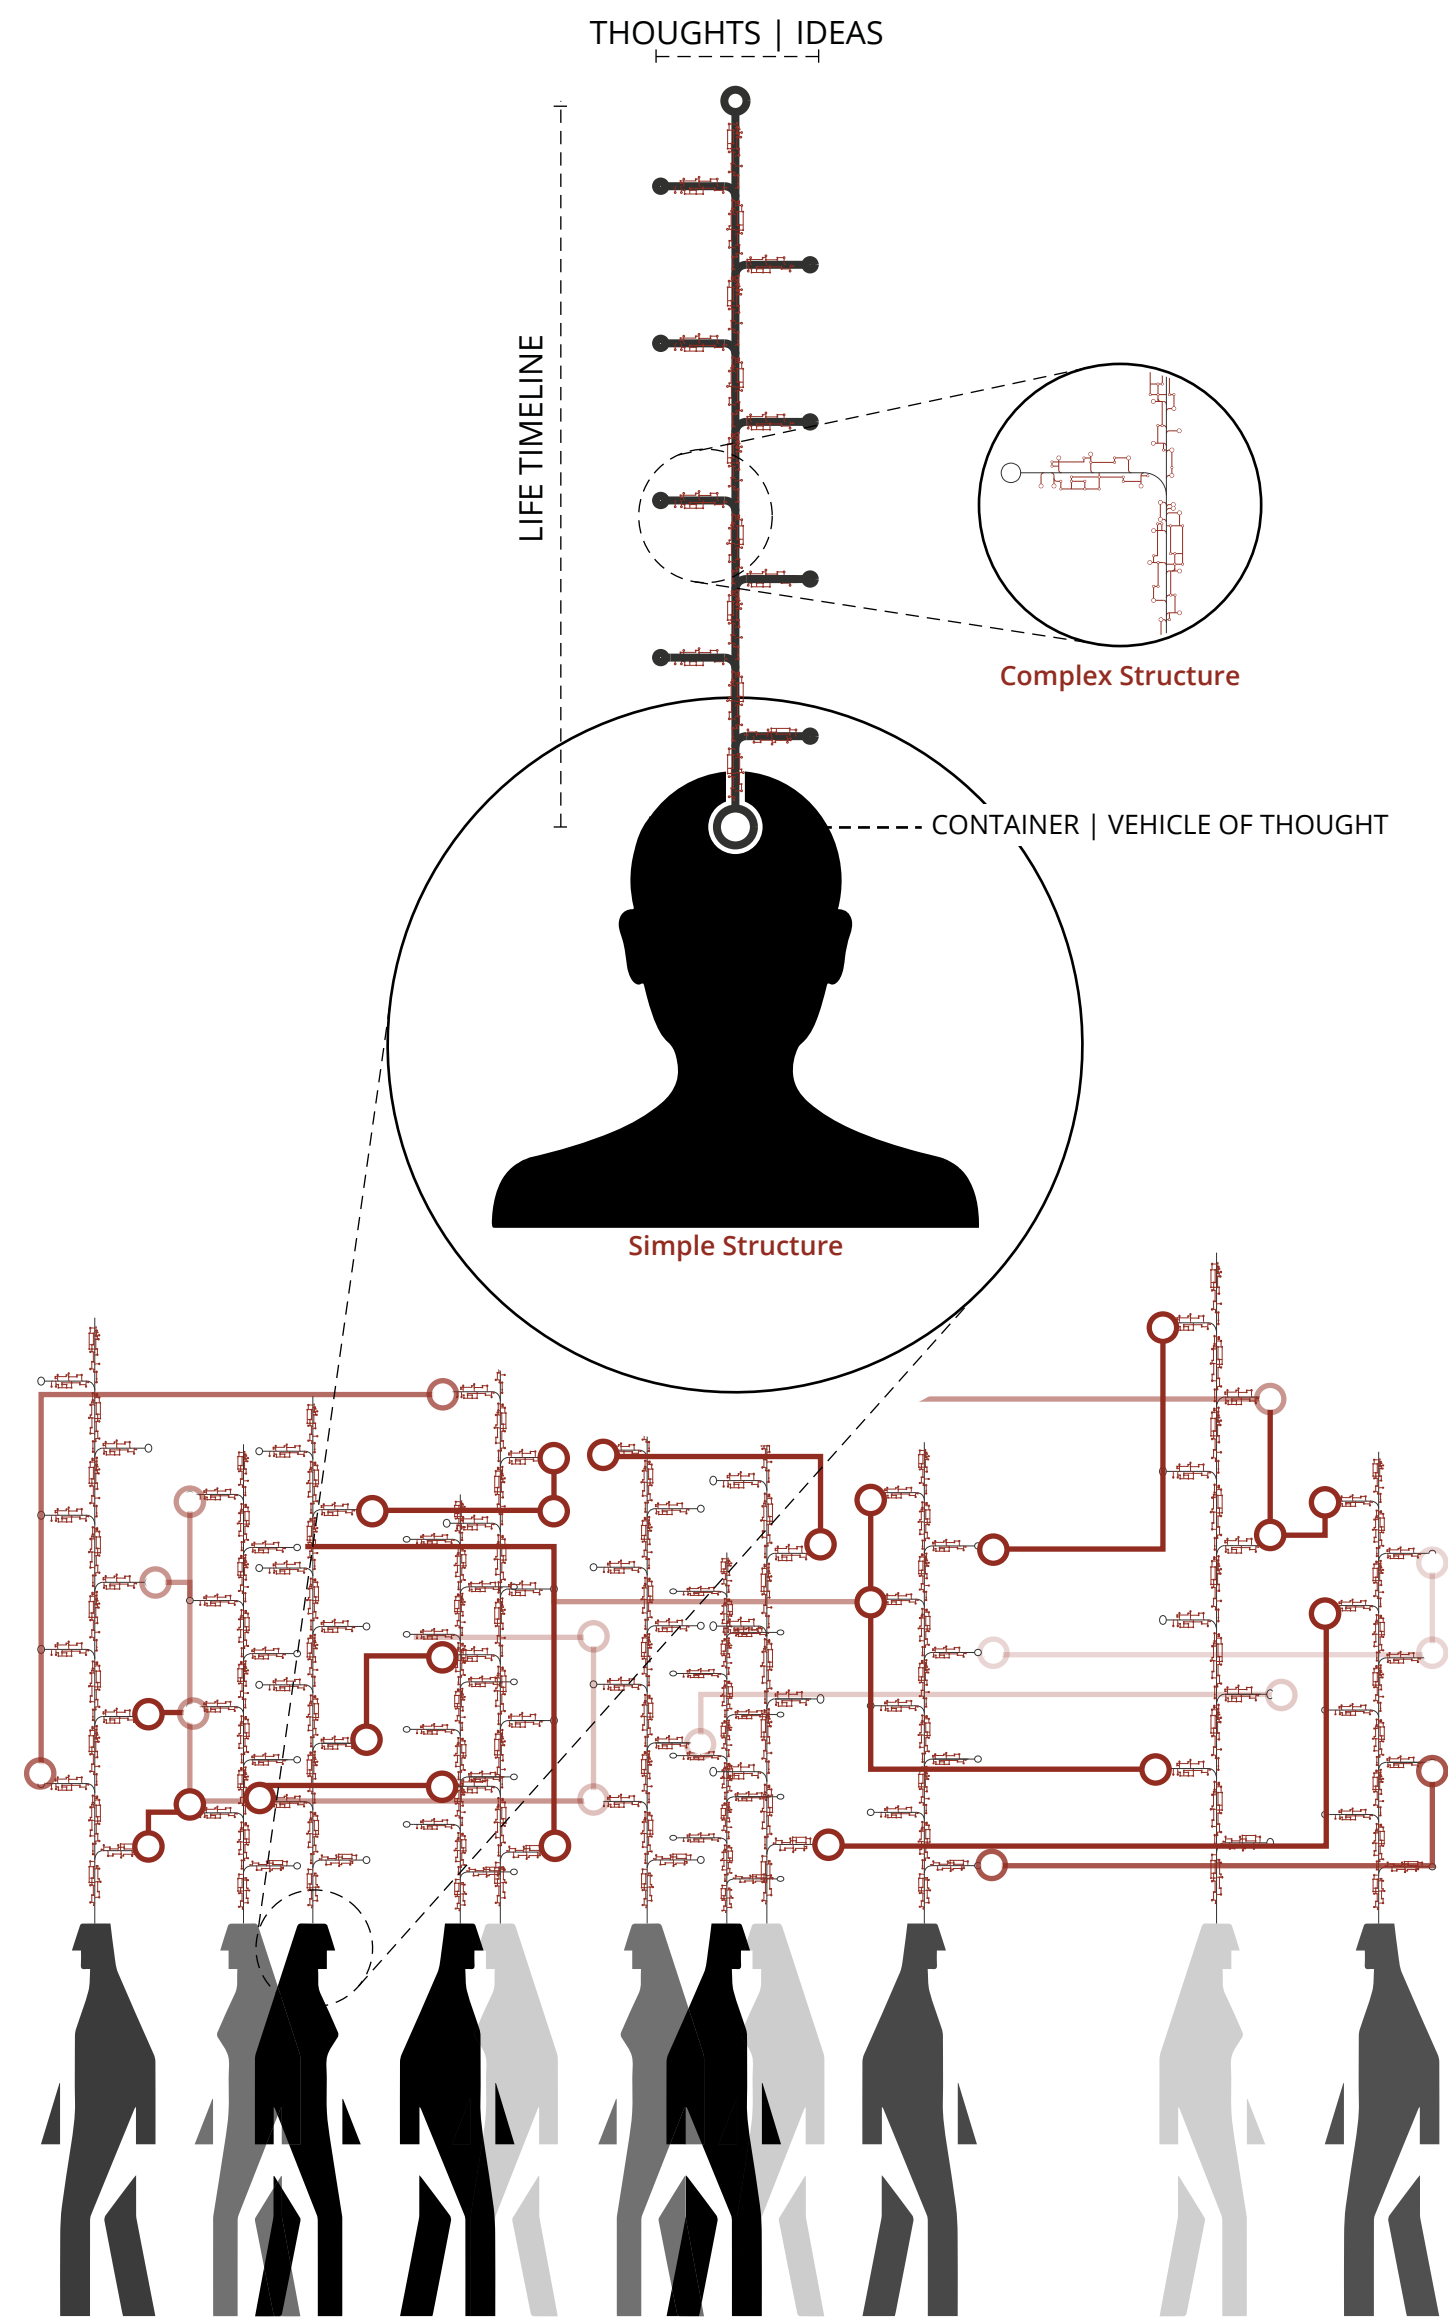 THOUGHTS | IDEAS
LIFE TIMELINE
Complex Structure
CONTAINER | VEHICLE OF THOUGHT
Simple Structure